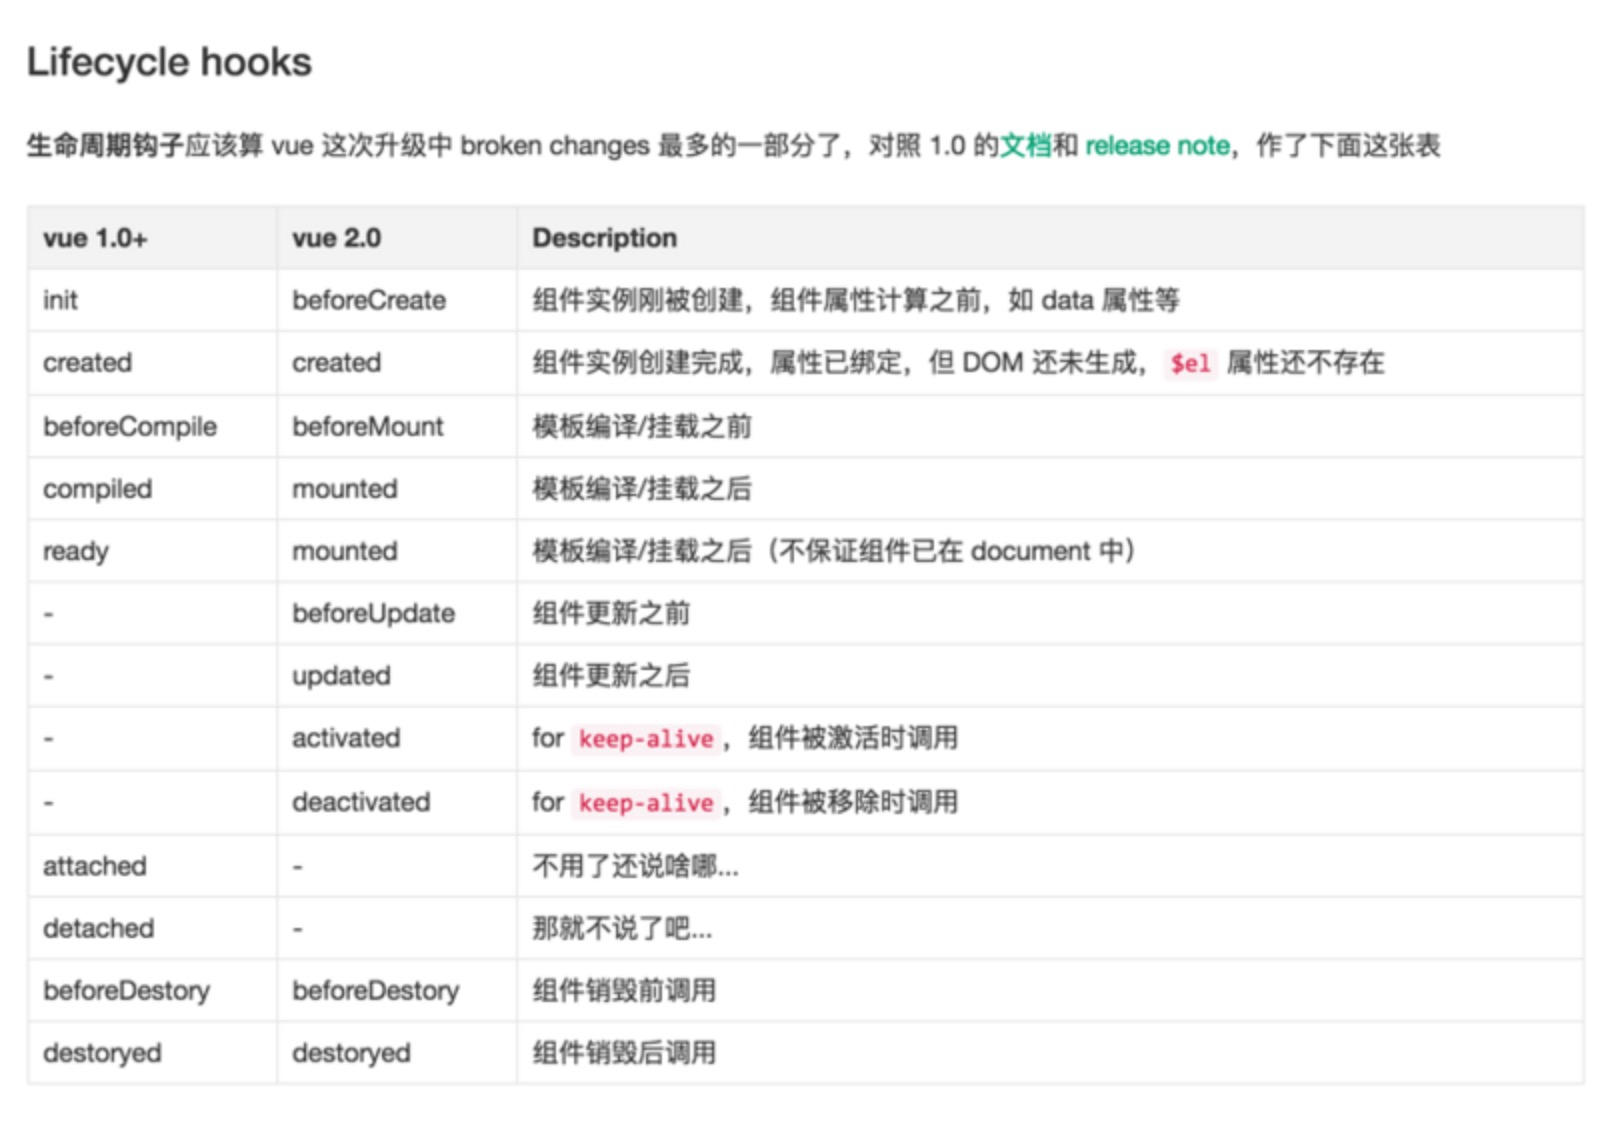 Lifecycle hooks
生命周期钩子应该算 vue 这次升级中 broken changes 最多的一部分了，对照 1.0 的文档和 release note，作了下面这张表
vue 1.0+ vue 2.0 Description
init beforeCreate 组件实例刚被创建，组件属性计算之前，如 data 属性等
created created 组件实例创建完成，属性已绑定，但 DOM 还未生成，$el 属性还不存在
beforeCompile beforeMount 模板编译/挂载之前
compiled mounted 模板编译/挂载之后
ready mounted 模板编译/挂载之后（不保证组件已在 document 中）
- beforeUpdate 组件更新之前
- updated 组件更新之后
- activated for keep-alive，组件被激活时调用
- deactivated for keep-alive，组件被移除时调用
attached - 不用了还说啥哪...
detached - 那就不说了吧...
beforeDestory beforeDestory 组件销毁前调用
destoryed destoryed 组件销毁后调用